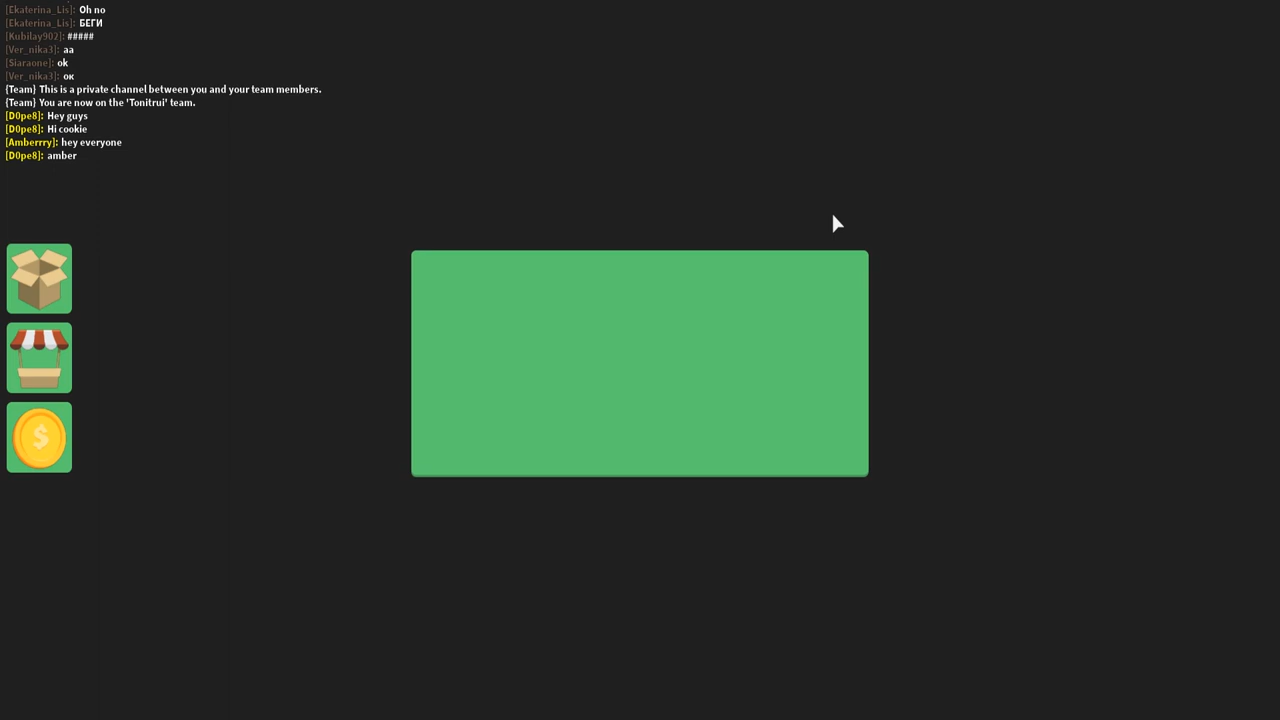 [Ekaterina_Lis]: Oh no
[Ekaterina_Lis]: БЕГИ
[Kubilay902]: #####
[Ver_nika3]: aa
[Siaraone]: ok
[Ver_nika3]: ок
{Team} This is a private channel between you and your team members.
{Team} You are now on the 'Tonitrui' team.
[D0pe8]: Hey guys
[D0pe8]: Hi cookie
[Amberrry]: hey everyone
[D0pe8]: amber
$